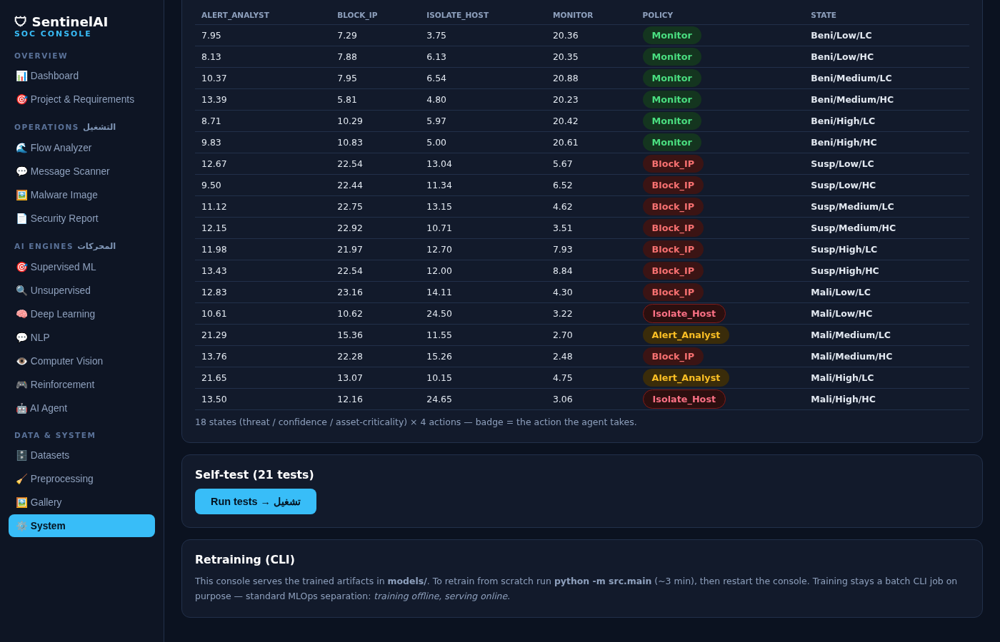 🛡 SentinelAI
SOC CONSOLE
OVERVIEW
📊 Dashboard
🎯 Project & Requirements
OPERATIONS التشغيل
🌊 Flow Analyzer
💬 Message Scanner
🖼️ Malware Image
📄 Security Report
AI ENGINES المحركات
🎯 Supervised ML
🔍 Unsupervised
🧠 Deep Learning
💬 NLP
👁️ Computer Vision
🎮 Reinforcement
🤖 AI Agent
DATA & SYSTEM
🗄️ Datasets
🧹 Preprocessing
🖼️ Gallery
⚙️ System
ALERT_ANALYST BLOCK_IP ISOLATE_HOST MONITOR POLICY STATE
7.95 7.29 3.75 20.36 Monitor Beni/Low/LC
8.13 7.88 6.13 20.35 Monitor Beni/Low/HC
10.37 7.95 6.54 20.88 Monitor Beni/Medium/LC
13.39 5.81 4.80 20.23 Monitor Beni/Medium/HC
8.71 10.29 5.97 20.42 Monitor Beni/High/LC
9.83 10.83 5.00 20.61 Monitor Beni/High/HC
12.67 22.54 13.04 5.67 Block_IP Susp/Low/LC
9.50 22.44 11.34 6.52 Block_IP Susp/Low/HC
11.12 22.75 13.15 4.62 Block_IP Susp/Medium/LC
12.15 22.92 10.71 3.51 Block_IP Susp/Medium/HC
11.98 21.97 12.70 7.93 Block_IP Susp/High/LC
13.43 22.54 12.00 8.84 Block_IP Susp/High/HC
12.83 23.16 14.11 4.30 Block_IP Mali/Low/LC
10.61 10.62 24.50 3.22 Isolate_Host Mali/Low/HC
21.29 15.36 11.55 2.70 Alert_Analyst Mali/Medium/LC
13.76 22.28 15.26 2.48 Block_IP Mali/Medium/HC
21.65 13.07 10.15 4.75 Alert_Analyst Mali/High/LC
13.50 12.16 24.65 3.06 Isolate_Host Mali/High/HC
18 states (threat / confidence / asset-criticality) × 4 actions — badge = the action the agent takes.
Self-test (21 tests)
Run tests → تشغيل
Retraining (CLI)
This console serves the trained artifacts in models/. To retrain from scratch run python -m src.main (~3 min), then restart the console. Training stays a batch CLI job on
purpose — standard MLOps separation: training offline, serving online.